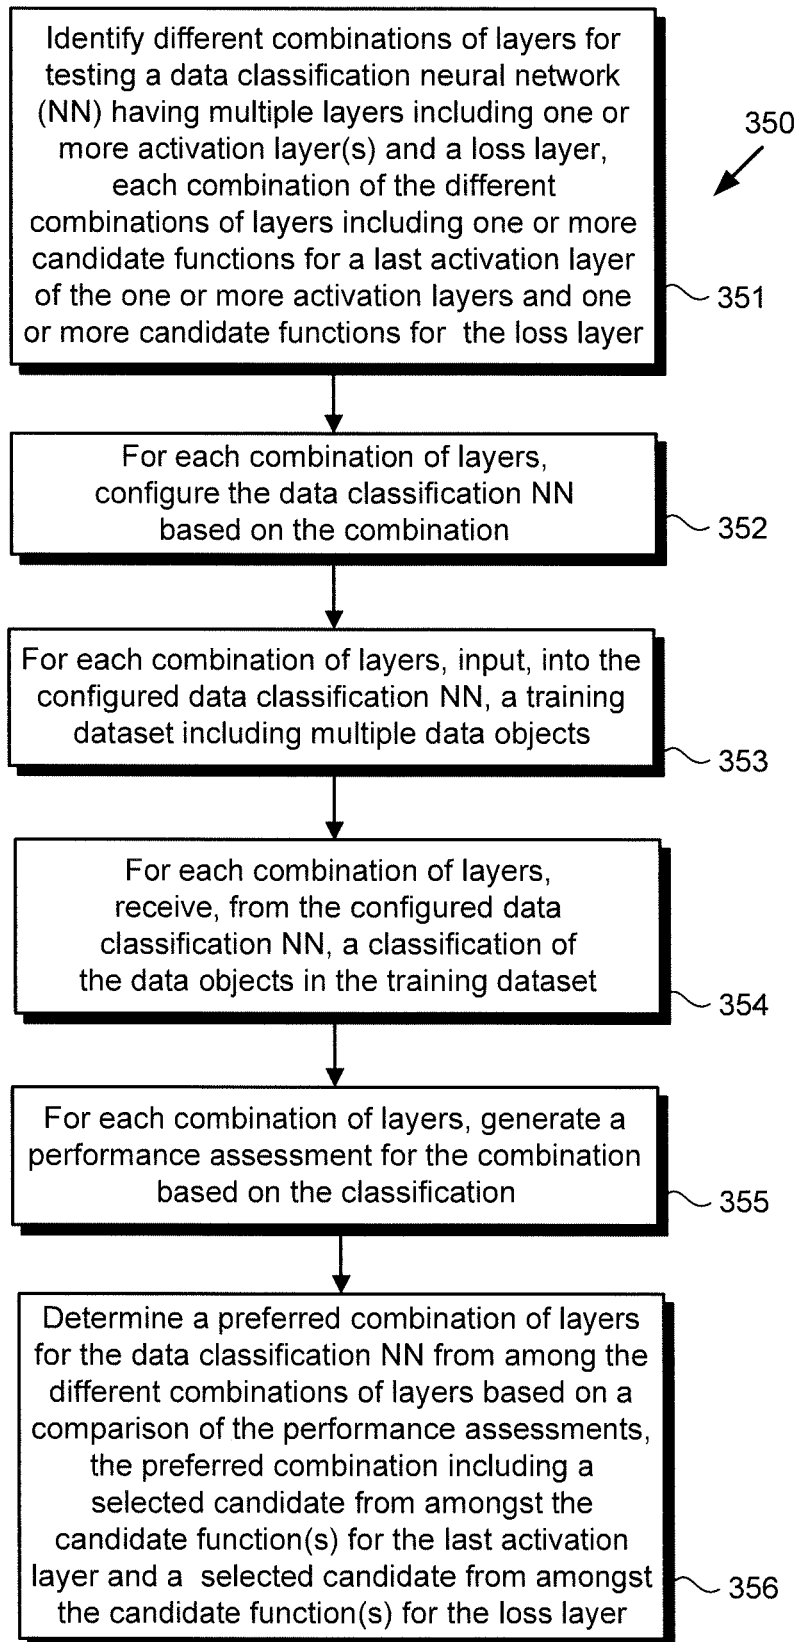 Identify different combinations of layers for
testing a data classification neural network
(NN) having multiple layers including one or
more activation layer(s) and a loss layer,
each combination of the different
combinations of layers including one or more
candidate functions for a last activation layer
of the one or more activation layers and one
or more candidate functions for the loss layer
350
351
For each combination of layers,
configure the data classification NN
based on the combination
352
For each combination of layers, input, into the
configured data classification NN, a training
dataset including multiple data objects
353
For each combination of layers,
receive, from the configured data
classification NN, a classification of
the data objects in the training dataset
354
For each combination of layers, generate a
performance assessment for the combination
based on the classification
355
Determine a preferred combination of layers
for the data classification NN from among the
different combinations of layers based on a
comparison of the performance assessments,
the preferred combination including a
selected candidate from amongst the
candidate function(s) for the last activation
layer and a selected candidate from amongst
the candidate function(s) for the loss layer
356